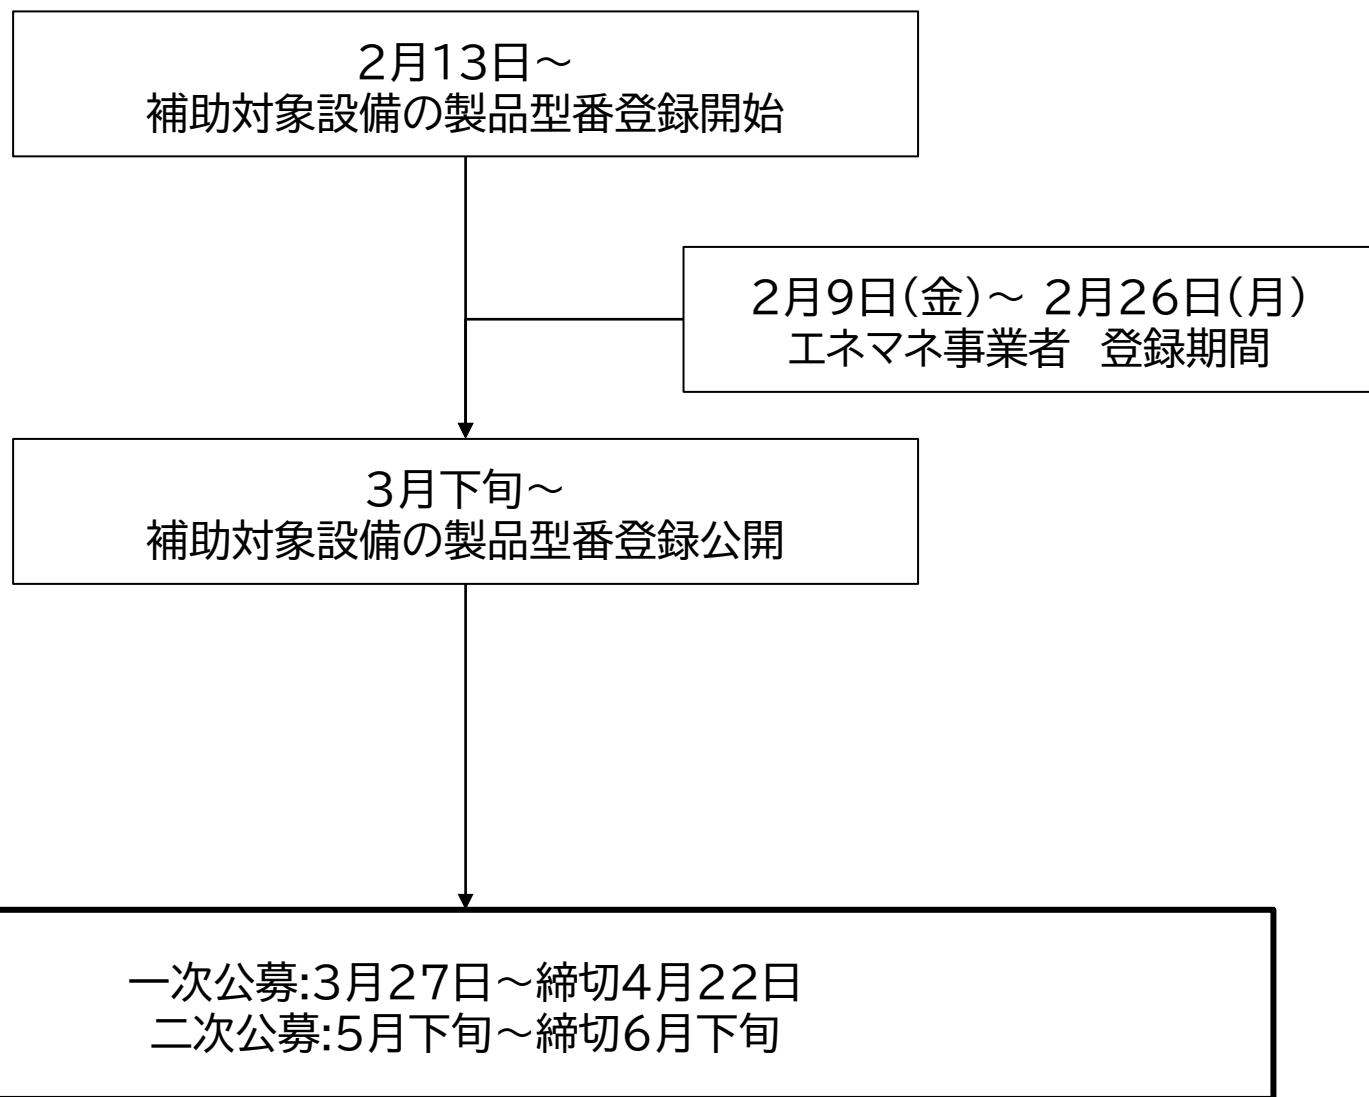 2月13日～
補助対象設備の製品型番登録開始
2月9日(金)～ 2月26日(月)
エネマネ事業者　登録期間
3月下旬～
補助対象設備の製品型番登録公開
一次公募:3月27日～締切4月22日
二次公募:5月下旬～締切6月下旬